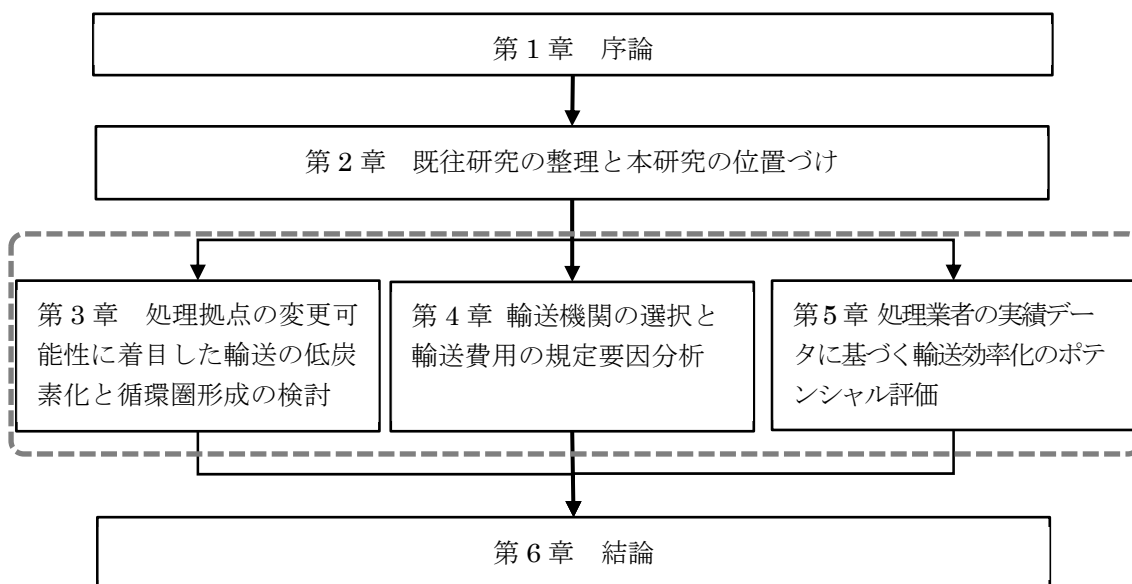 第1章　序論
第2章　既往研究の整理と本研究の位置づけ
第3章　処理拠点の変更可
能性に着目した輸送の低炭
素化と循環圏形成の検討
第4章 輸送機関の選択と
輸送費用の規定要因分析
第5章 処理業者の実績デー
タに基づく輸送効率化のポテ
ンシャル評価
第6章　結論